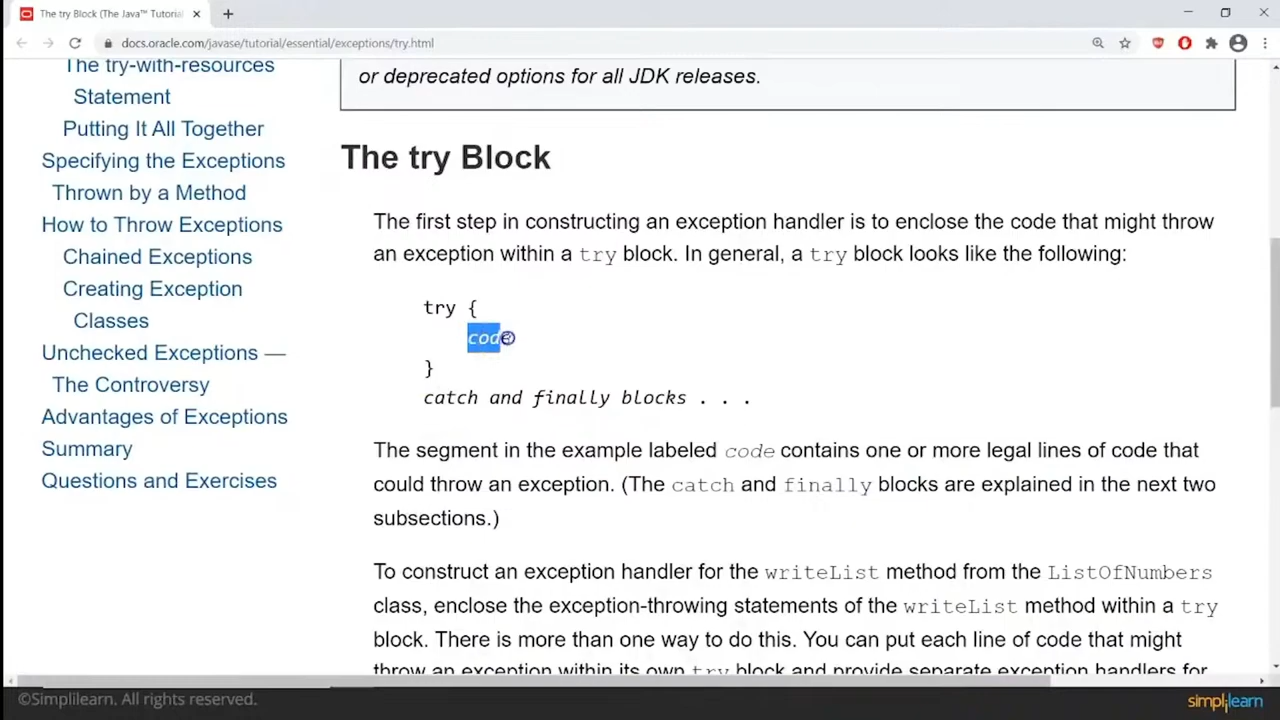 The try Block (The Java™ Tutorial
docs.oracle.com/javase/tutorial/essential/exceptions/try.html
The try-with-resources
Statement
Putting It All Together
Specifying the Exceptions
Thrown by a Method
How to Throw Exceptions
Chained Exceptions
Creating Exception
Classes
Unchecked Exceptions —
The Controversy
Advantages of Exceptions
Summary
Questions and Exercises
or deprecated options for all JDK releases.
The try Block
The first step in constructing an exception handler is to enclose the code that might throw
an exception within a try block. In general, a try block looks like the following:
try {
code
}
catch and finally blocks . . .
The segment in the example labeled code contains one or more legal lines of code that
could throw an exception. (The catch and finally blocks are explained in the next two
subsections.)
To construct an exception handler for the writeList method from the ListOfNumbers
class, enclose the exception-throwing statements of the writeList method within a try
block. There is more than one way to do this. You can put each line of code that might
throw an exception within its own try block and provide separate exception handlers for
©Simplilearn. All rights reserved.
simplilearn